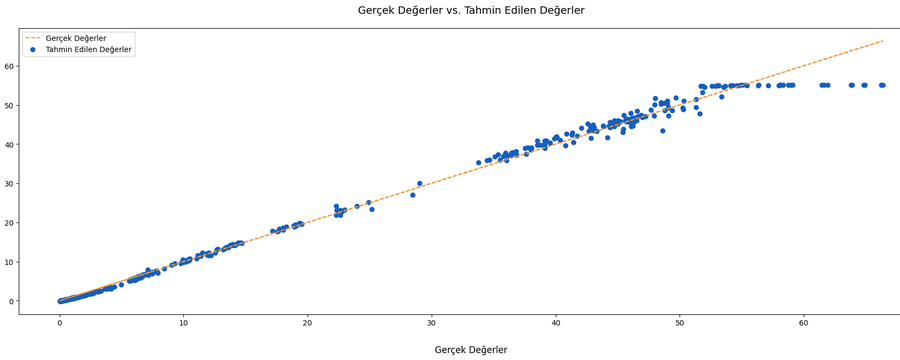 Gerçek Değerler vs. Tahmin Edilen Değerler
Gerçek Değerler
Tahmin Edilen Değerler
60
50
40
30
20
10
0
0 10 20 30 40 50 60
Gerçek Değerler